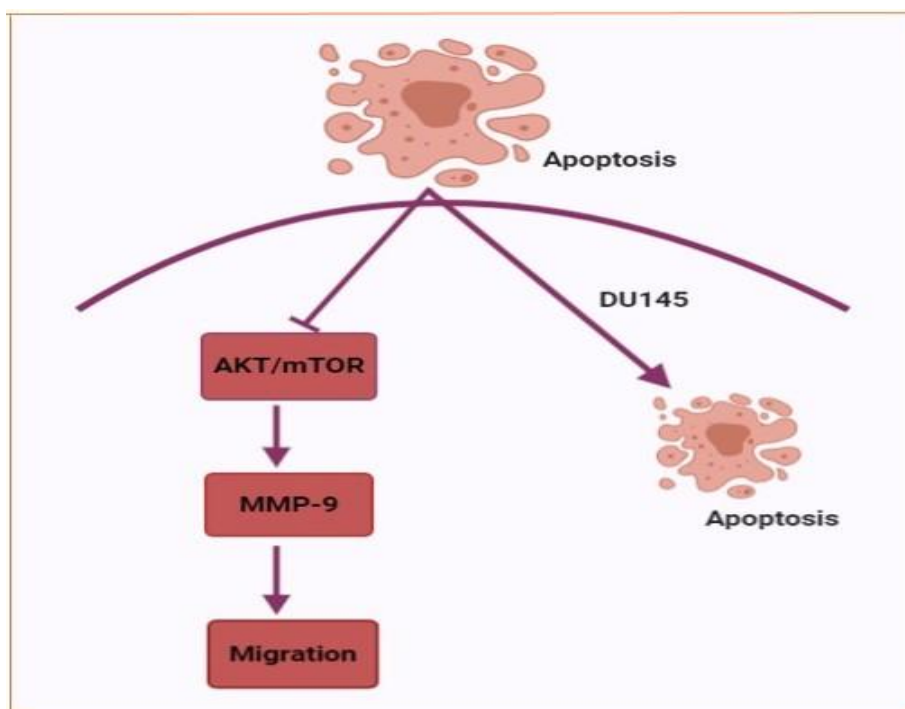 Apoptosis
DU145
AKT/mTOR
MMP-9
Apoptosis
Migration